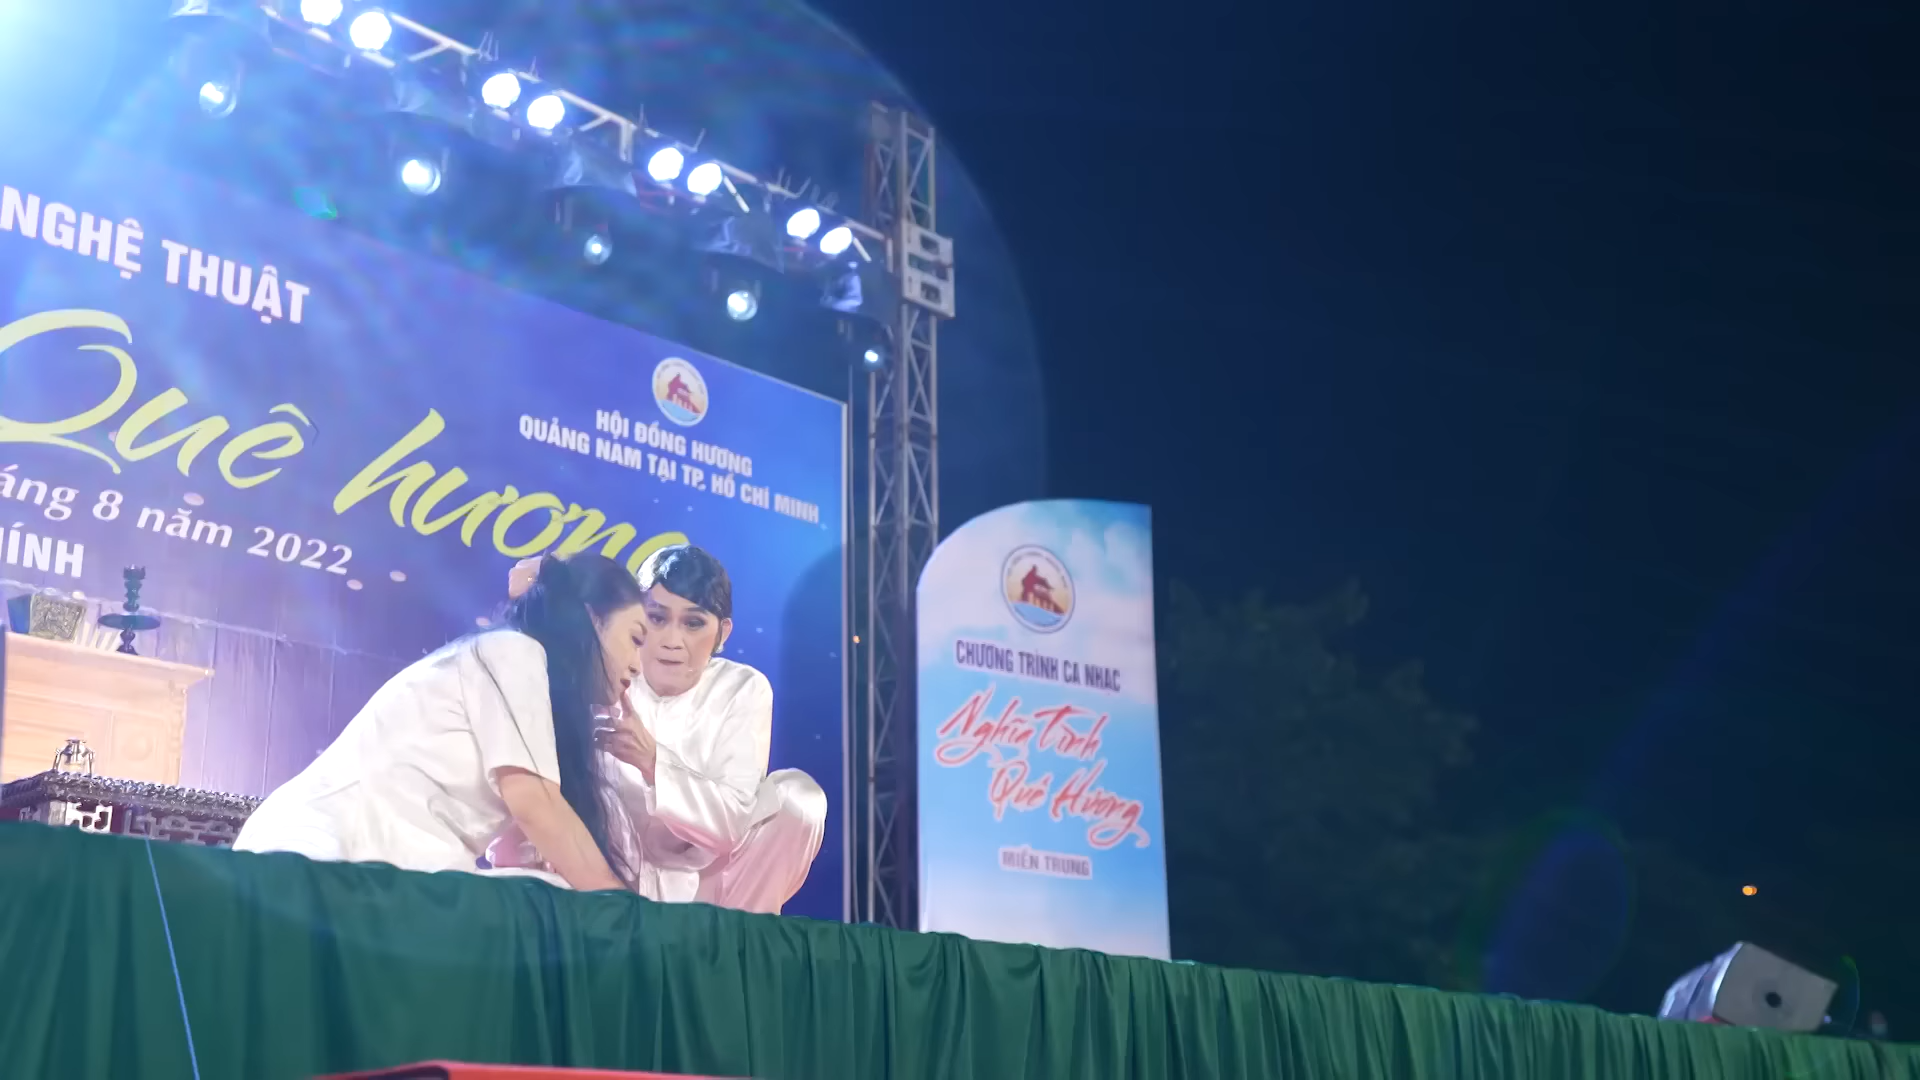 NGHỆ THUẬT
Quê hương
áng 8 năm 2022
HÍNH
HỘI ĐỒNG HƯƠNG
QUẢNG NAM TẠI TP. HỒ CHÍ MINH
CHƯƠNG TRÌNH CA NHẠC
Nghĩa Tình
Quê Hương
MIỀN TRUNG